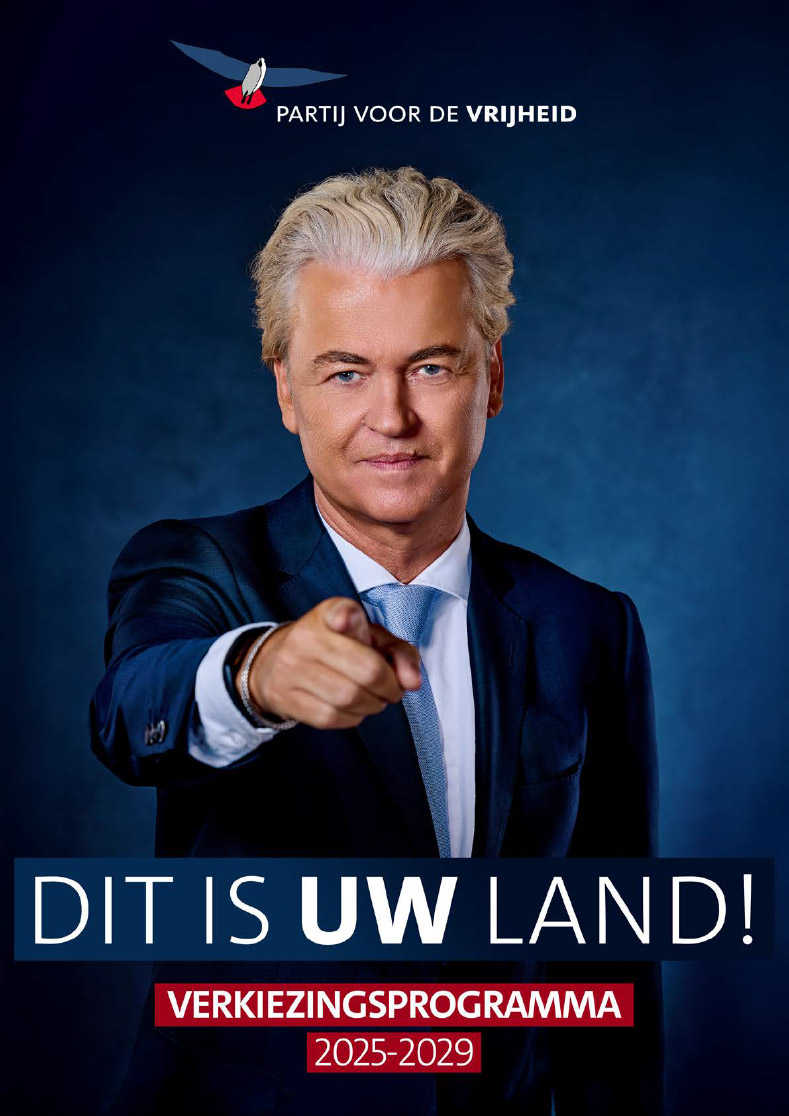 PARTIJ VOOR DE VRIJHEID
DIT IS UW LAND!
VERKIEZINGSPROGRAMMA
2025-2029